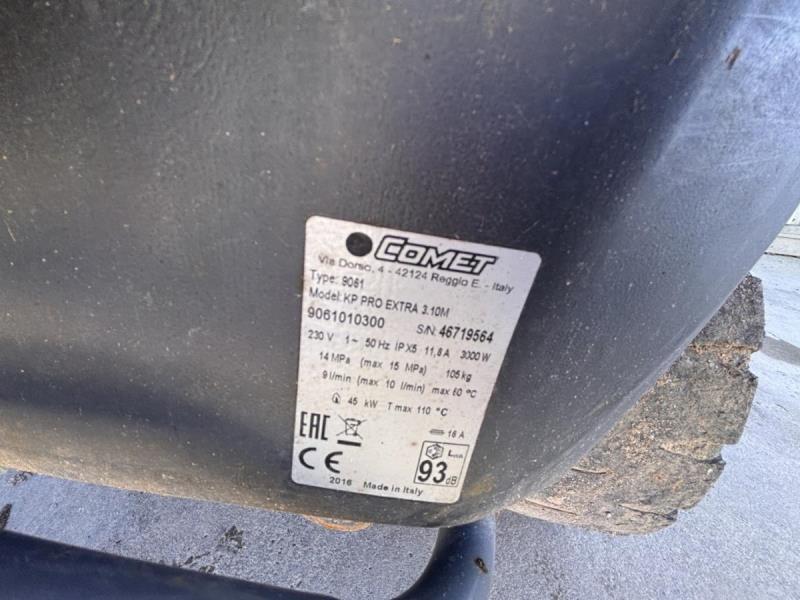 COMET
Via Dorso, 4 - 42124 Reggio E. - Italy
Type: 9061
Model: KP PRO EXTRA 3.10M
9061010300 S/N: 46719564
230 V 1~ 50 Hz IPX5 11,8 A 3000 W
14 MPa (max 15 MPa) 105 kg
9 l/min (max 10 l/min) max 60 °C
45 kW T max 110 °C
EAC 16 A
CE LWA 93 dB
2016 Made in Italy